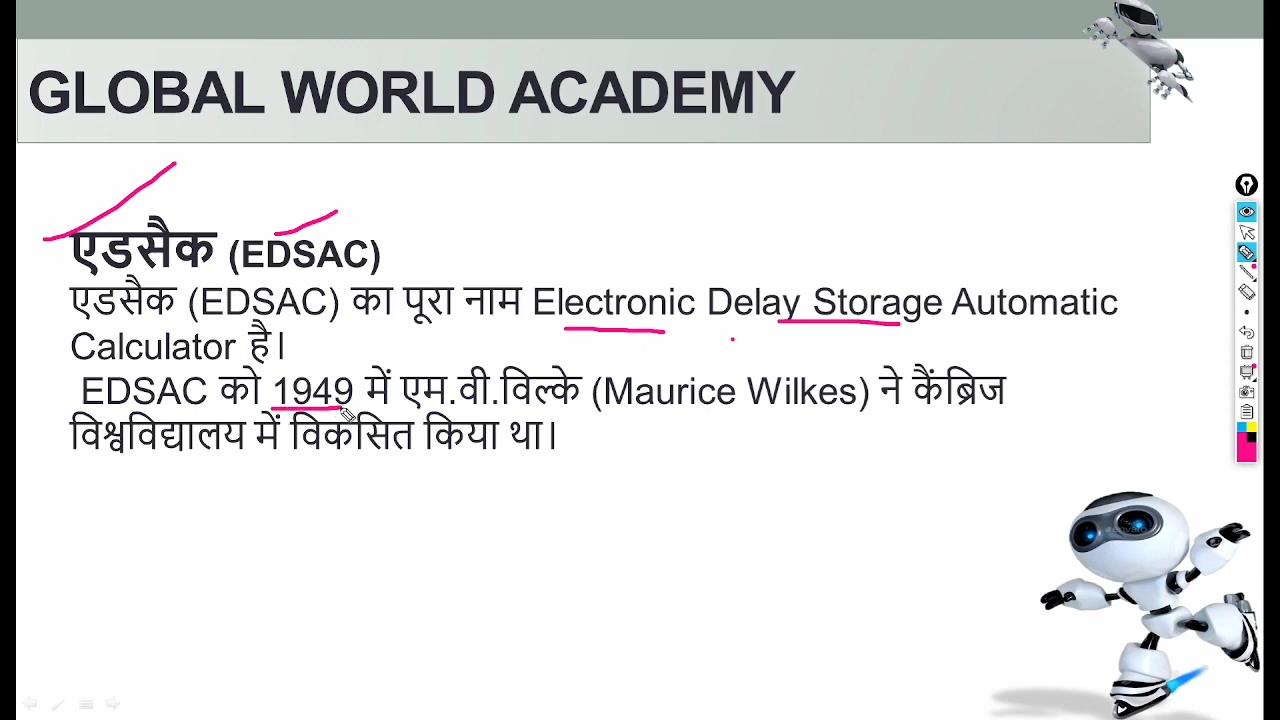 GLOBAL WORLD ACADEMY
एडसैक (EDSAC)
एडसैक (EDSAC) का पूरा नाम Electronic Delay Storage Automatic
Calculator है।
EDSAC को 1949 में एम.वी.विल्के (Maurice Wilkes) ने कैंब्रिज
विश्वविद्यालय में विकसित किया था।